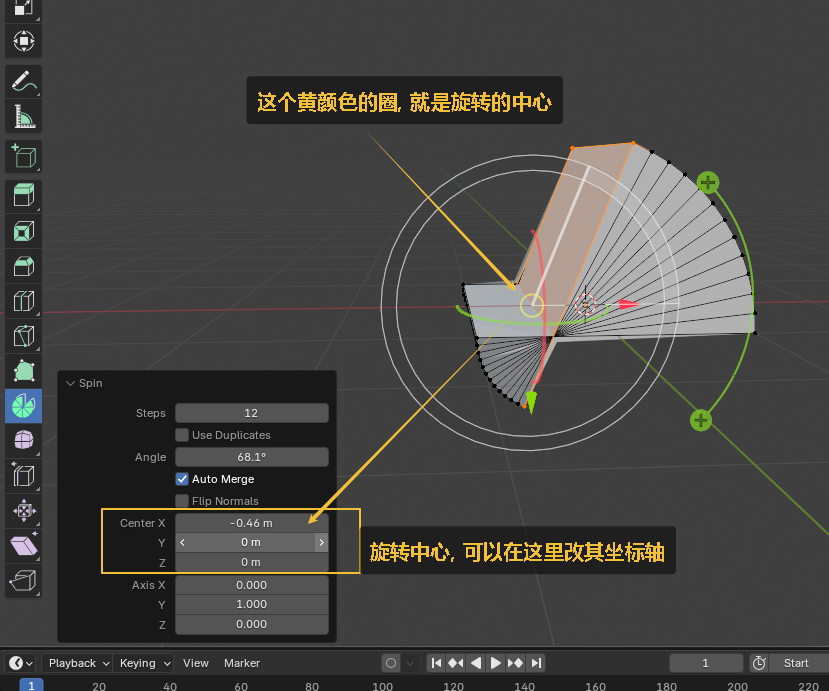 这个黄颜色的圈, 就是旋转的中心
Spin
Steps 12
Use Duplicates
Angle 68.1°
Auto Merge
Flip Normals
Center X -0.46 m
Y 0 m
Z 0 m
旋转中心, 可以在这里改其坐标轴
Axis X 0.000
Y 1.000
Z 0.000
Playback Keying View Marker 1 Start
1 20 40 60 80 100 120 140 160 180 200 220